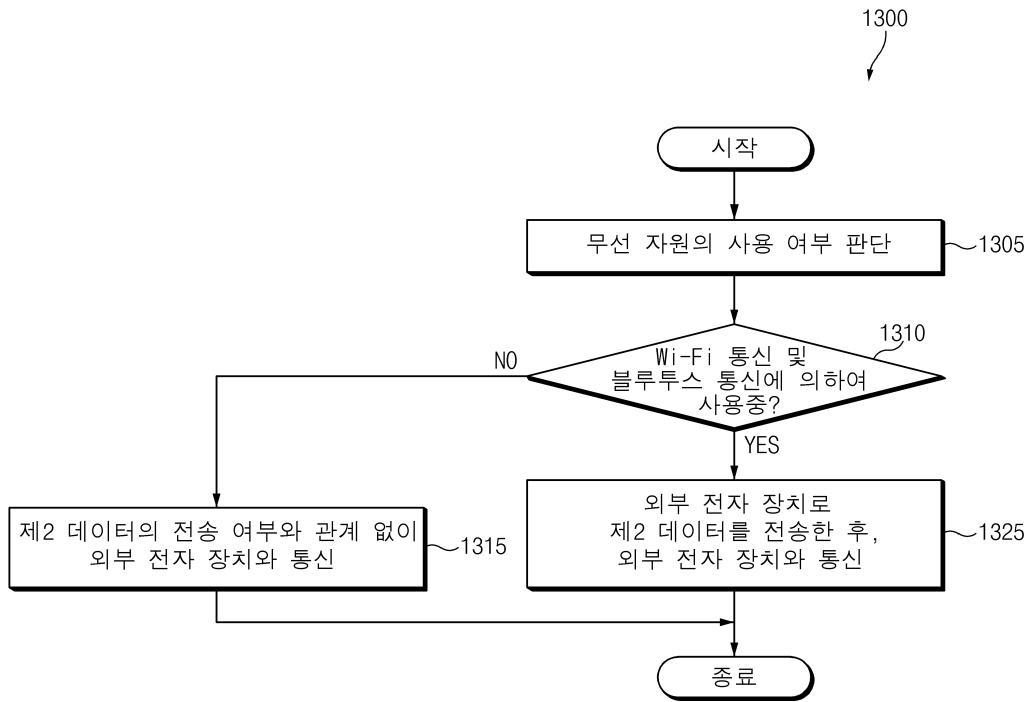 1300
시작
무선 자원의 사용 여부 판단
1305
1310
Wi-Fi 통신 및
블루투스 통신에 의하여
사용중?
NO
YES
제2 데이터의 전송 여부와 관계 없이
외부 전자 장치와 통신
1315
외부 전자 장치로
제2 데이터를 전송한 후,
외부 전자 장치와 통신
1325
종료